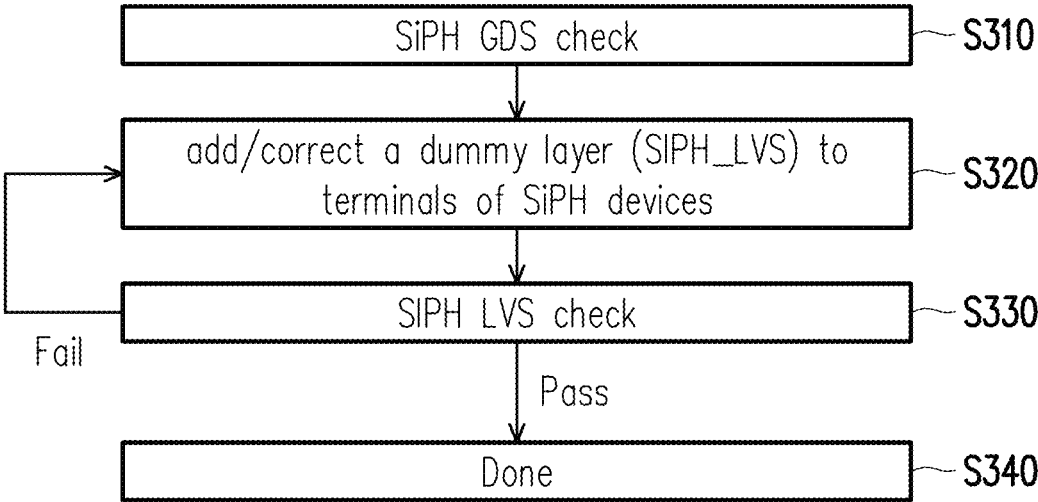 SiPH GDS check
S310
add/correct a dummy layer (SIPH_LVS) to
terminals of SiPH devices
S320
SIPH LVS check
S330
Fail
Pass
Done
S340